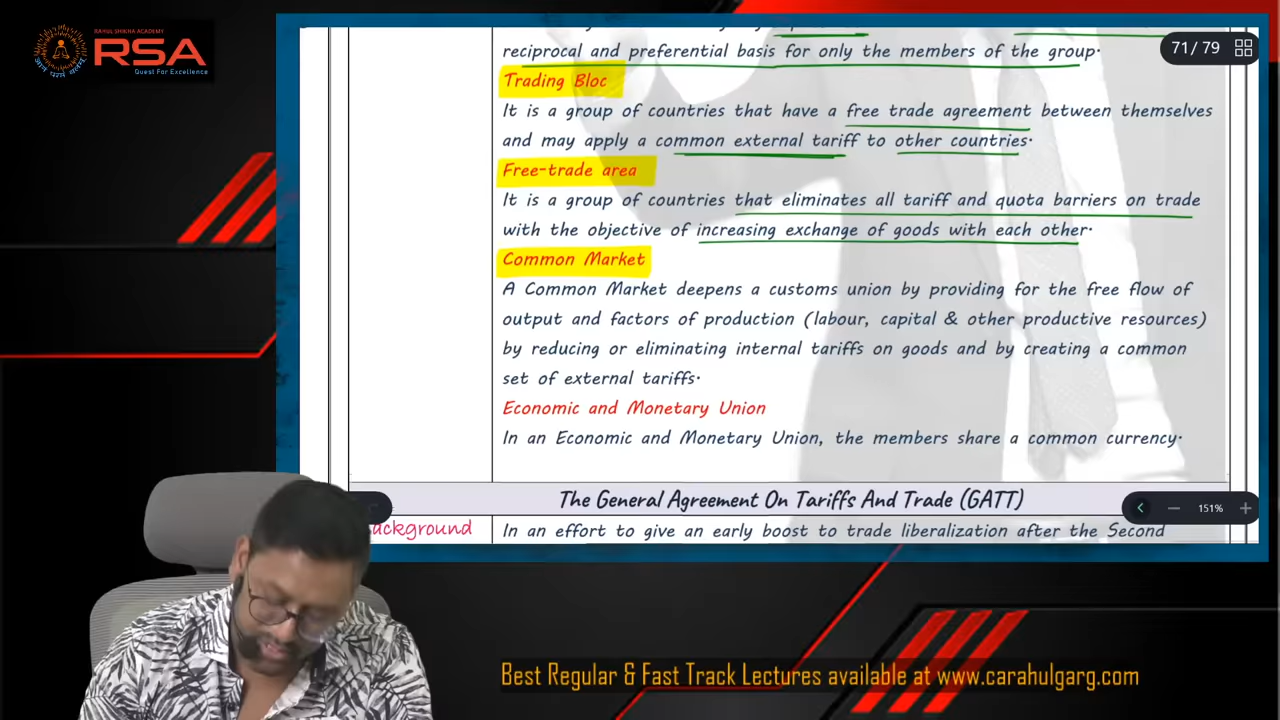 RAHUL SHIKHA ACADEMY
RSA
Quest For Excellence
71 / 79
reciprocal and preferential basis for only the members of the group.
Trading Bloc
It is a group of countries that have a free trade agreement between themselves
and may apply a common external tariff to other countries.
Free-trade area
It is a group of countries that eliminates all tariff and quota barriers on trade
with the objective of increasing exchange of goods with each other.
Common Market
A Common Market deepens a customs union by providing for the free flow of
output and factors of production (labour, capital & other productive resources)
by reducing or eliminating internal tariffs on goods and by creating a common
set of external tariffs.
Economic and Monetary Union
In an Economic and Monetary Union, the members share a common currency.
The General Agreement On Tariffs And Trade (GATT)
151%
ackground
In an effort to give an early boost to trade liberalization after the Second
Best Regular & Fast Track Lectures available at www.carahulgarg.com